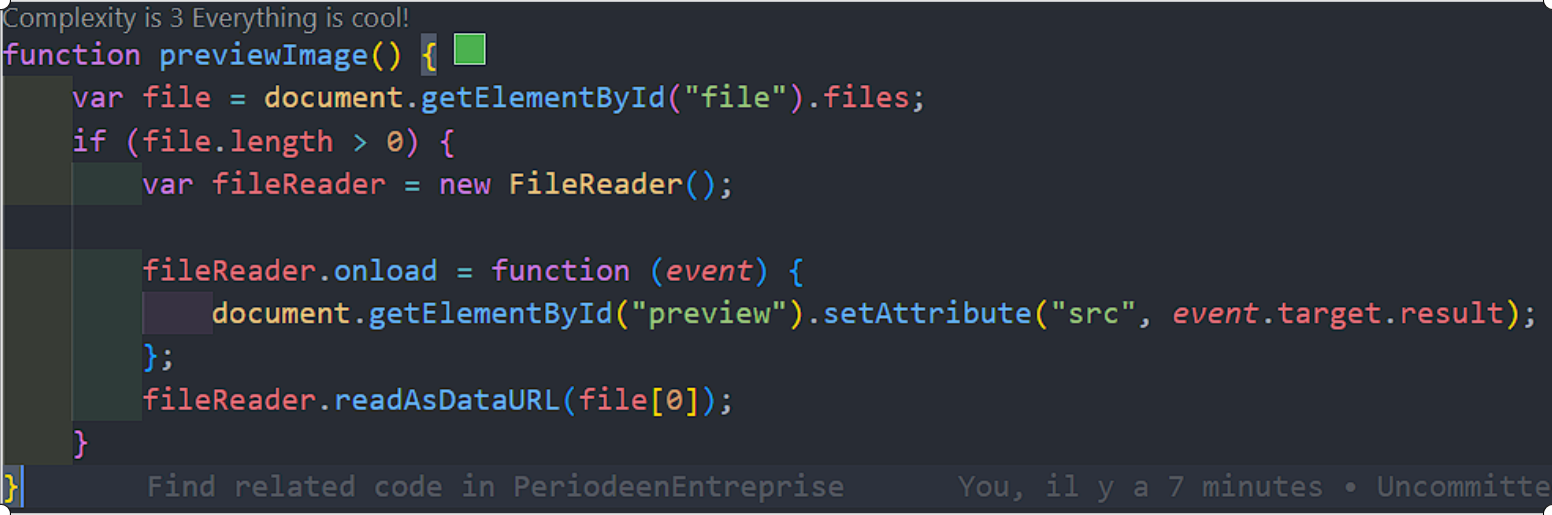 Complexity is 3 Everything is cool!
function previewImage() {
var file = document.getElementById("file").files;
if (file.length > 0) {
var fileReader = new FileReader();
fileReader.onload = function (event) {
document.getElementById("preview").setAttribute("src", event.target.result);
};
fileReader.readAsDataURL(file[0]);
}
} Find related code in PeriodeenEntreprise You, il y a 7 minutes • Uncommitte